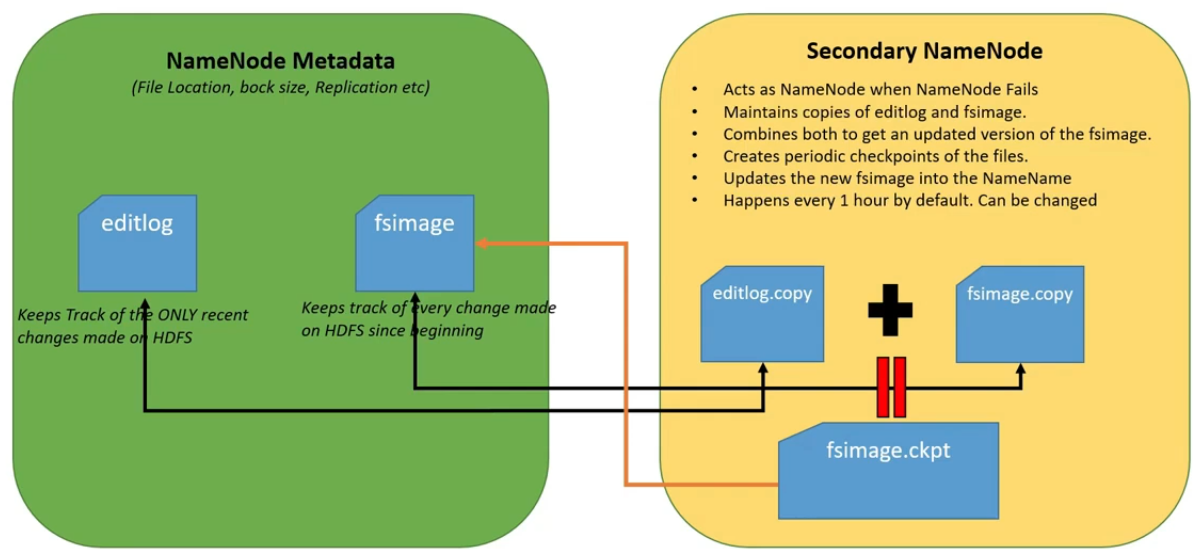 NameNode Metadata
(File Location, bock size, Replication etc)
editlog
fsimage
Keeps Track of the ONLY recent
changes made on HDFS
Keeps track of every change made
on HDFS since beginning
Secondary NameNode
• Acts as NameNode when NameNode Fails
• Maintains copies of editlog and fsimage.
• Combines both to get an updated version of the fsimage.
• Creates periodic checkpoints of the files.
• Updates the new fsimage into the NameName
• Happens every 1 hour by default. Can be changed
editlog.copy
fsimage.copy
fsimage.ckpt